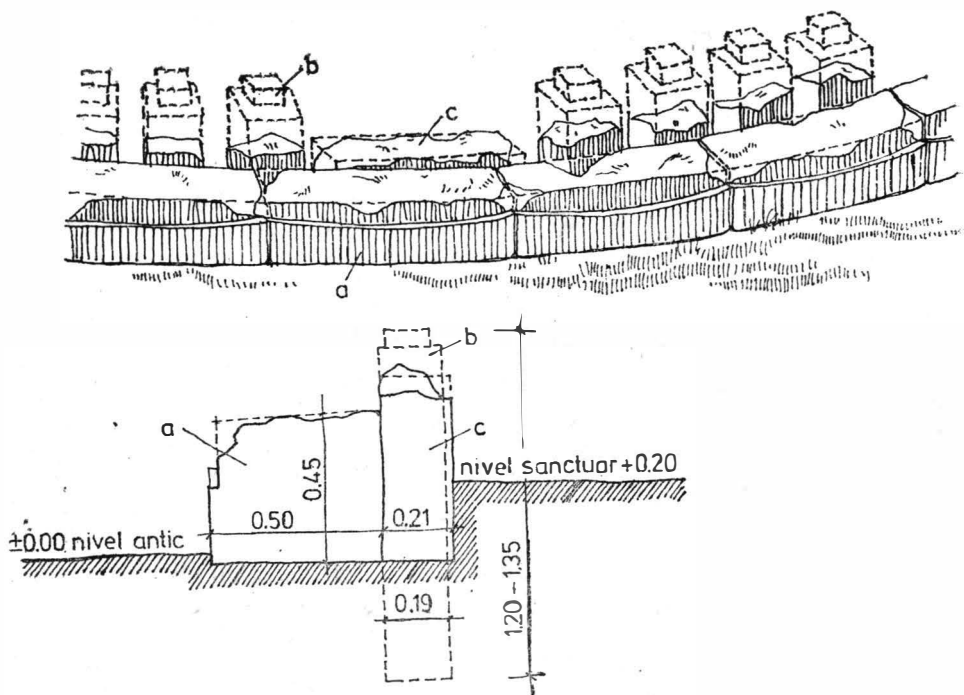 b
c
a
b
a
c
nivel sanctuar +0.20
0.45
0.50
0.21
±0.00 nivel antic
0.19
1.20 - 1.35